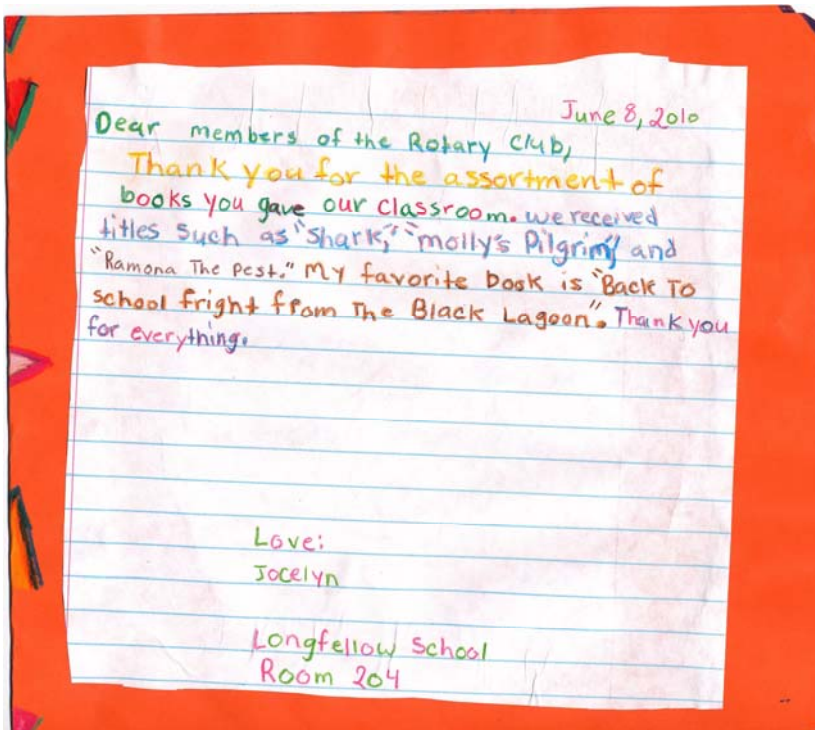 June 8, 2010
Dear members of the Rotary Club,
Thank you for the assortment of
books you gave our classroom. we received
titles such as "Shark," "molly's Pilgrim," and
"Ramona The Pest." My favorite book is "Back To
school fright from The Black Lagoon". Thank you
for everything.
Love:
Jocelyn
Longfellow School
Room 204